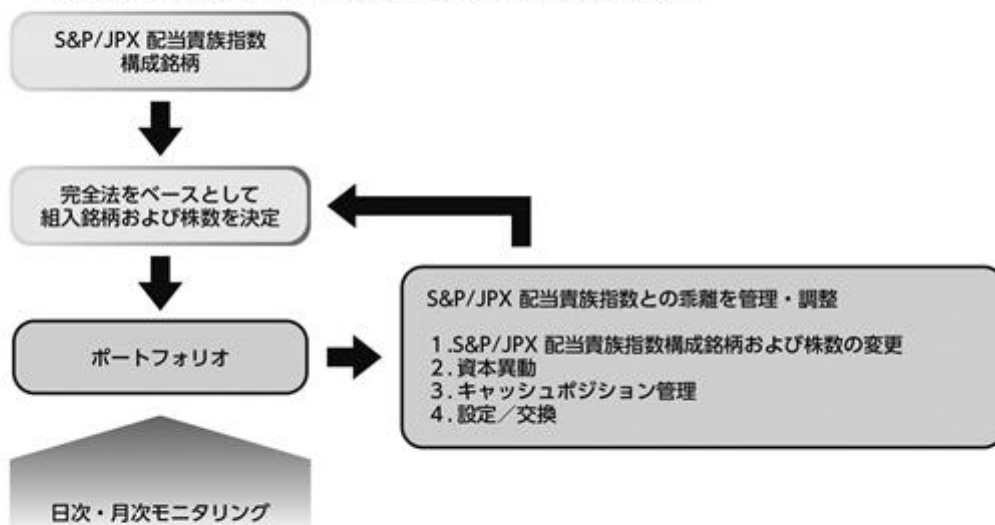 S&P/JPX 配当貴族指数
構成銘柄
完全法をベースとして
組入銘柄および株数を決定
ポートフォリオ
S&P/JPX 配当貴族指数との乖離を管理・調整
1.S&P/JPX 配当貴族指数構成銘柄および株数の変更
2.資本異動
3.キャッシュポジション管理
4.設定／交換
日次・月次モニタリング